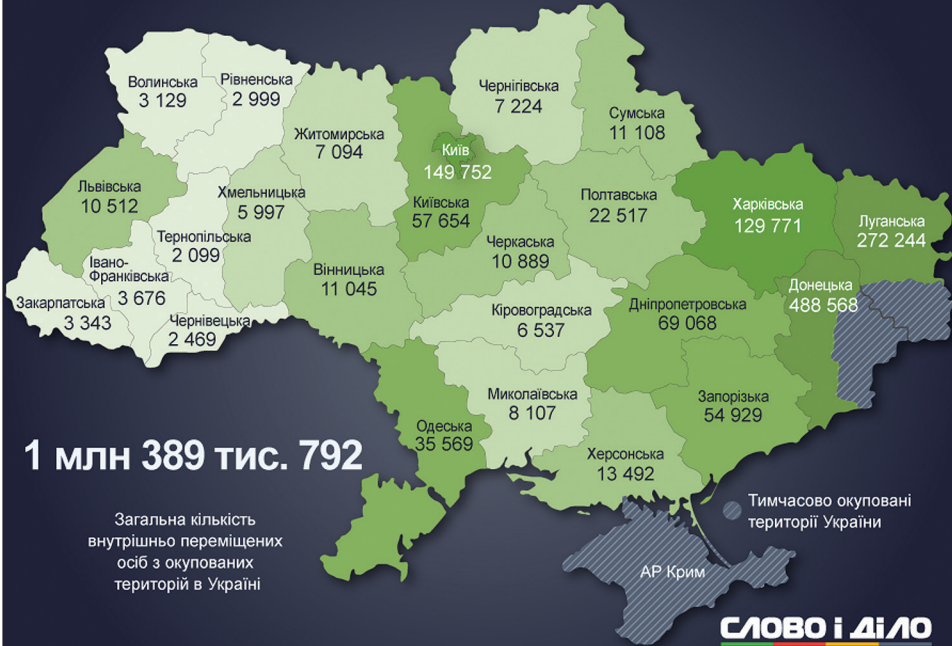 Волинська
3 129
Рівненська
2 999
Житомирська
7 094
Київ
149 752
Київська
57 654
Чернігівська
7 224
Сумська
11 108
Львівська
10 512
Хмельницька
5 997
Тернопільська
2 099
Івано-
Франківська
3 676
Закарпатська
3 343
Чернівецька
2 469
Вінницька
11 045
Черкаська
10 889
Полтавська
22 517
Харківська
129 771
Луганська
272 244
Донецька
488 568
Кіровоградська
6 537
Дніпропетровська
69 068
Миколаївська
8 107
Запорізька
54 929
Одеська
35 569
Херсонська
13 492
1 млн 389 тис. 792
Загальна кількість
внутрішньо переміщених
осіб з окупованих
територій в Україні
Тимчасово окуповані
території України
АР Крим
СЛОВО і ДІЛО